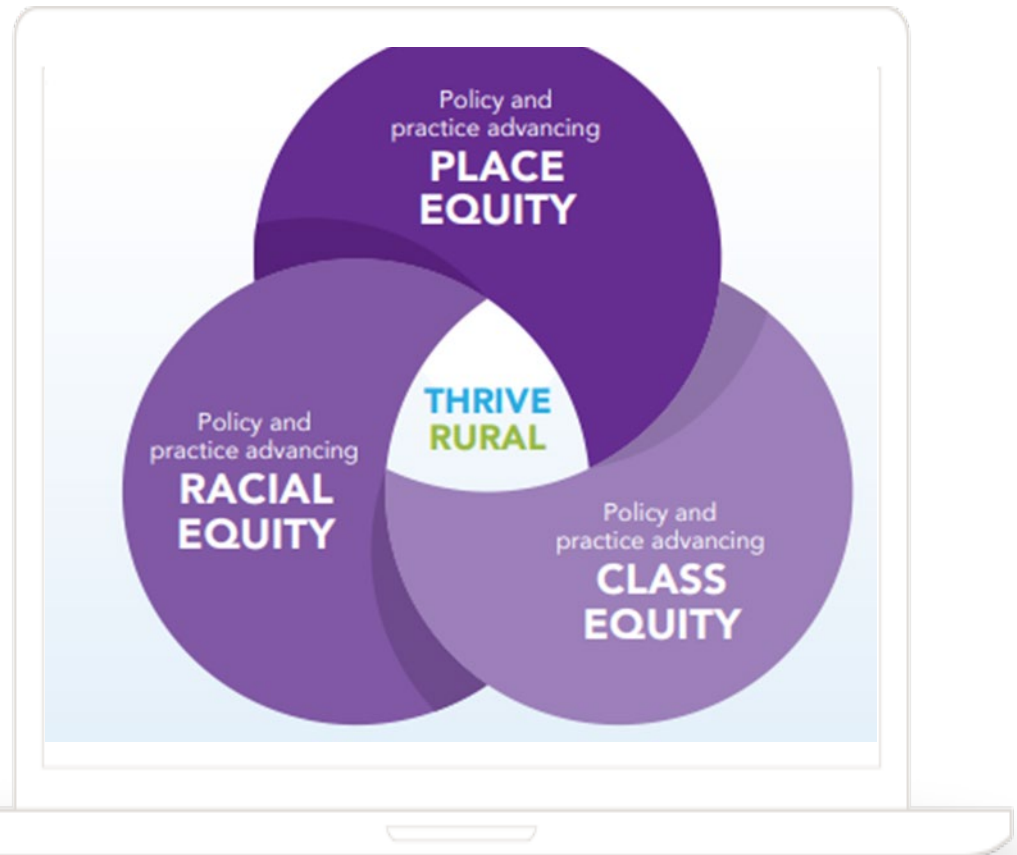 Policy and
practice advancing
PLACE
EQUITY
THRIVE
RURAL
Policy and
practice advancing
RACIAL
EQUITY
Policy and
practice advancing
CLASS
EQUITY